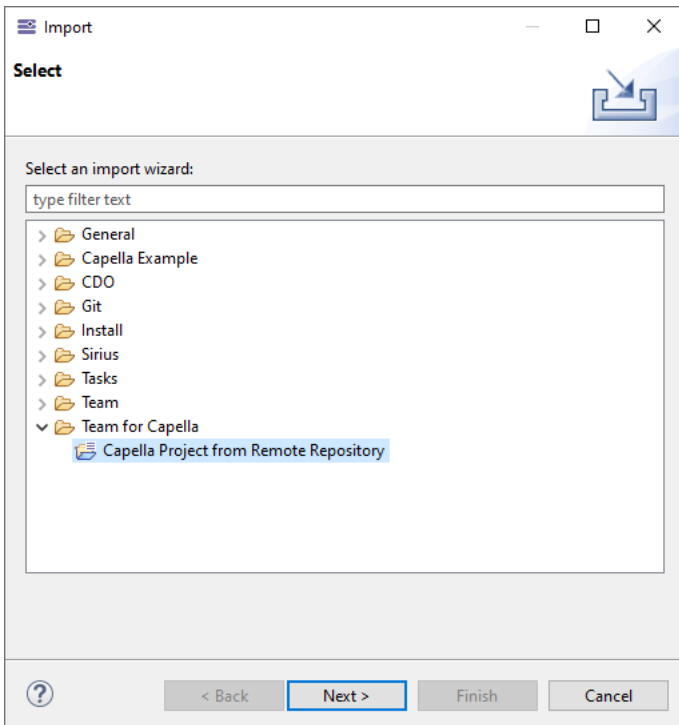 Import
Select
Select an import wizard:
type filter text
General
Capella Example
CDO
Git
Install
Sirius
Tasks
Team
Team for Capella
Capella Project from Remote Repository
?
< Back Next > Finish Cancel